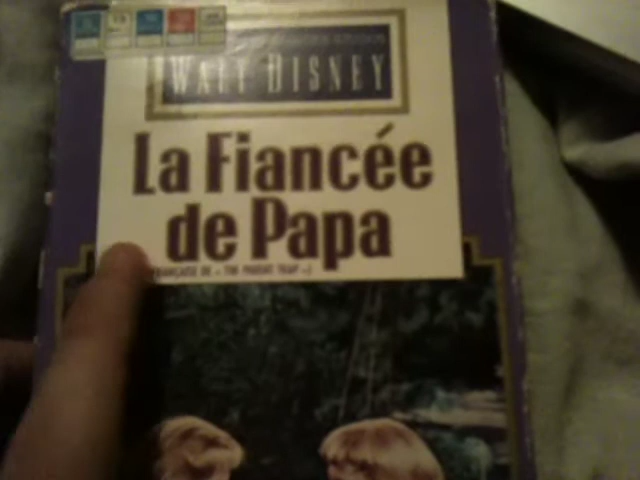 WALT DISNEY
La Fiancée
de Papa
FRANÇAISE DE « THE PARENT TRAP »)